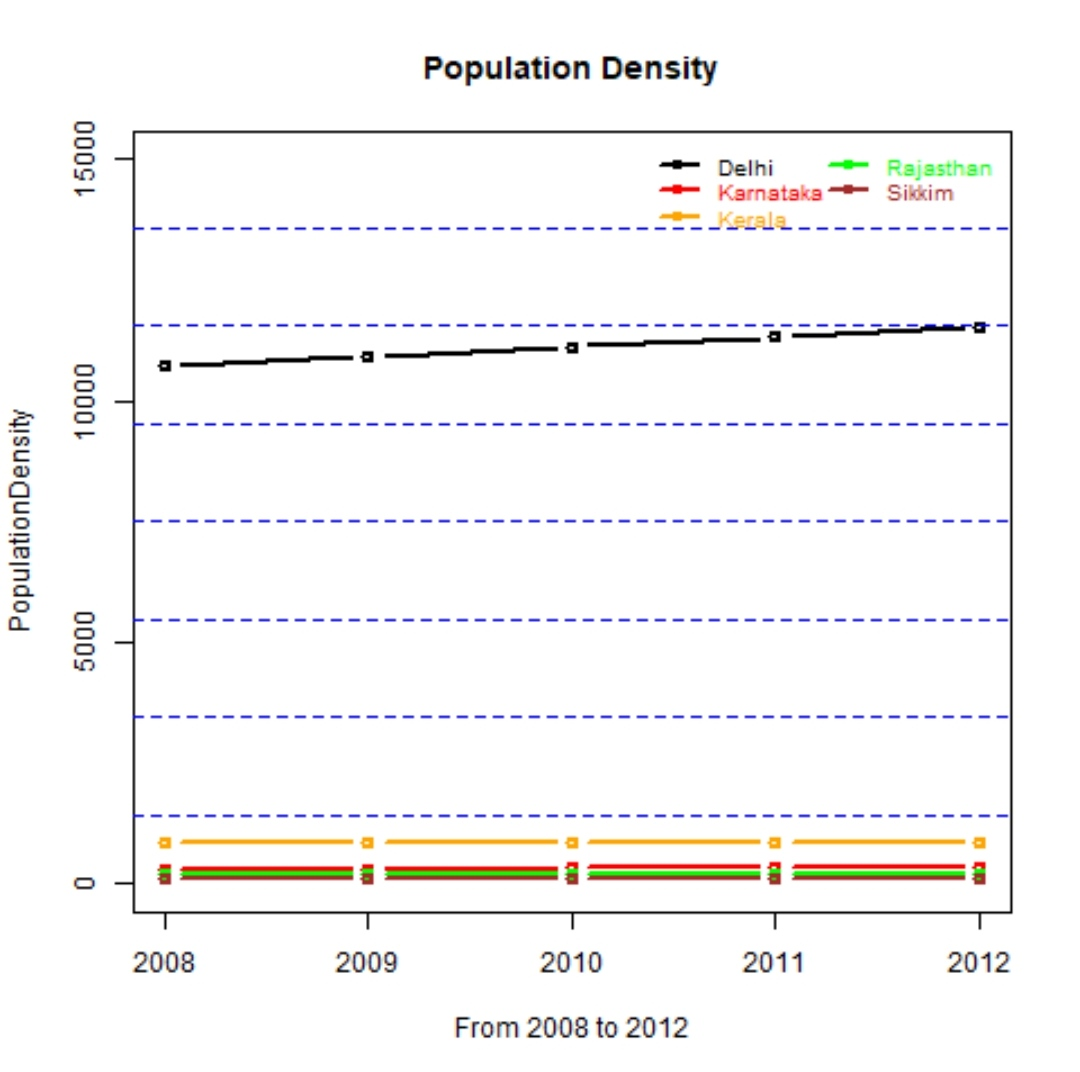 Population Density
15000
10000
5000
0
PopulationDensity
Delhi
Karnataka
Kerala
Rajasthan
Sikkim
2008 2009 2010 2011 2012
From 2008 to 2012